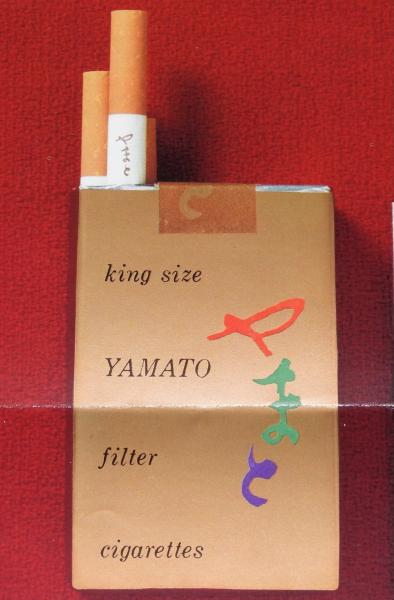 やまと
king size
YAMATO
filter
cigarettes
やまと